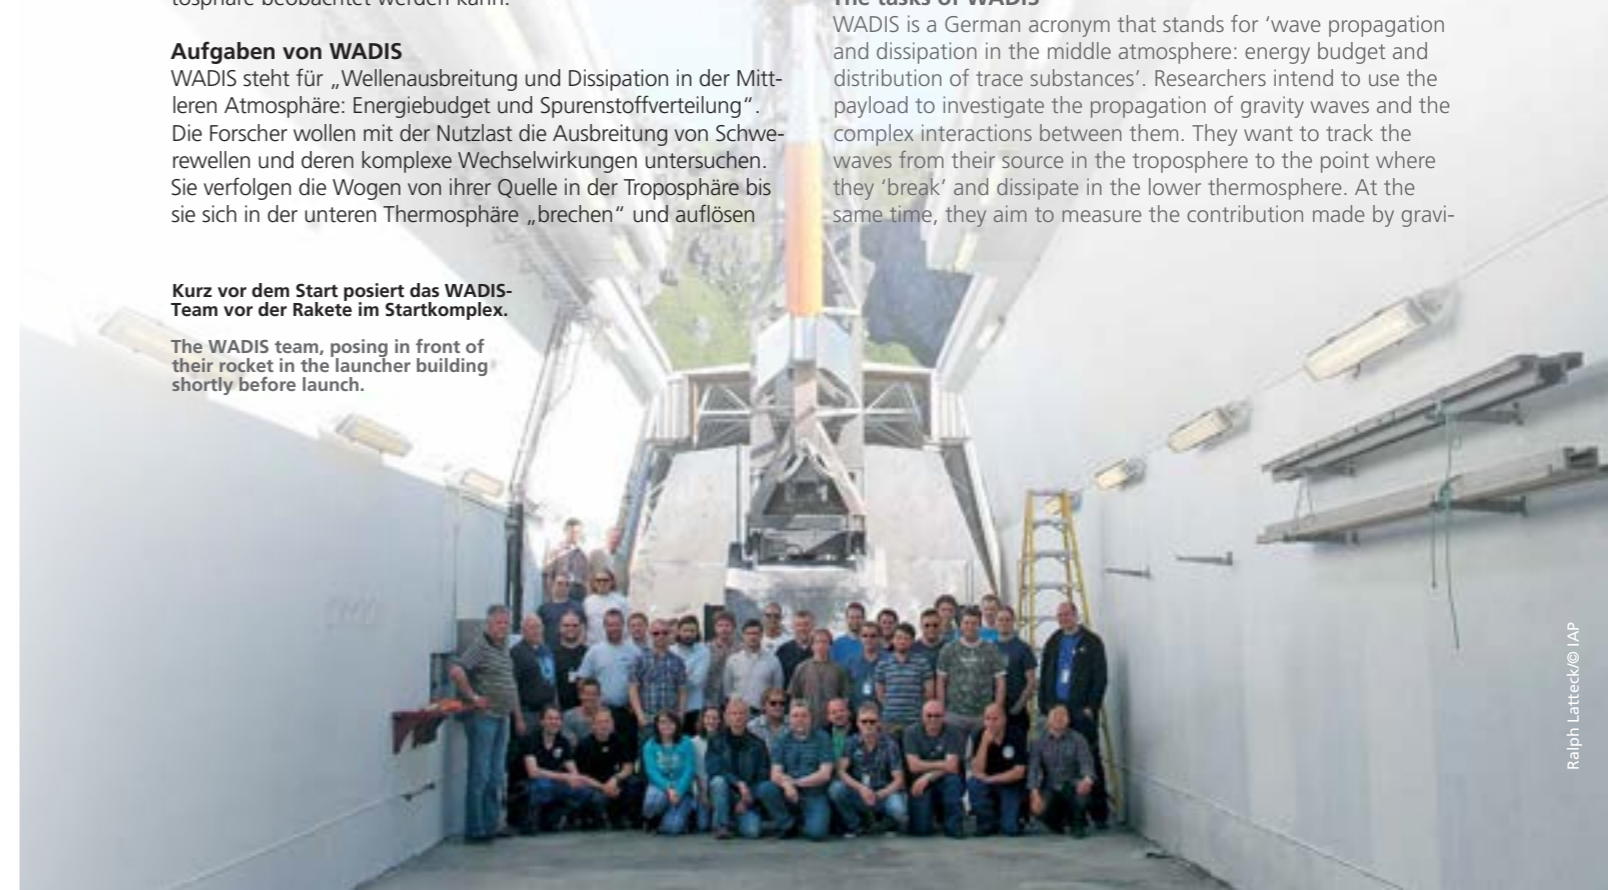 tosphäre beobachtet werden kann.
Aufgaben von WADIS
WADIS steht für „Wellenausbreitung und Dissipation in der Mitt-
leren Atmosphäre: Energiebudget und Spurenstoffverteilung“.
Die Forscher wollen mit der Nutzlast die Ausbreitung von Schwe-
rewellen und deren komplexe Wechselwirkungen untersuchen.
Sie verfolgen die Wogen von ihrer Quelle in der Troposphäre bis
sie sich in der unteren Thermosphäre „brechen“ und auflösen
The tasks of WADIS
WADIS is a German acronym that stands for ‘wave propagation
and dissipation in the middle atmosphere: energy budget and
distribution of trace substances’. Researchers intend to use the
payload to investigate the propagation of gravity waves and the
complex interactions between them. They want to track the
waves from their source in the troposphere to the point where
they ‘break’ and dissipate in the lower thermosphere. At the
same time, they aim to measure the contribution made by gravi-
Kurz vor dem Start posiert das WADIS-
Team vor der Rakete im Startkomplex.
The WADIS team, posing in front of
their rocket in the launcher building
shortly before launch.
Ralph Latteck/© IAP